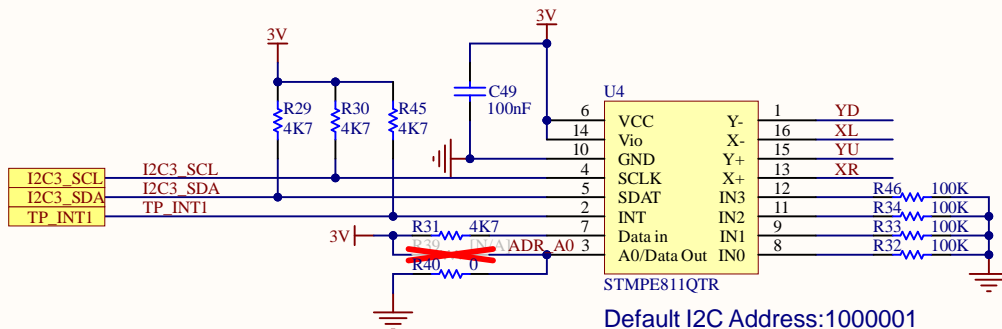 3V
3V
C49
100nF
U4
R29
4K7
R30
4K7
R45
4K7
6
VCC
Y-
1
YD
14
Vio
X-
16
XL
10
GND
Y+
15
YU
I2C3_SCL
I2C3_SCL
4
SCLK
X+
13
XR
I2C3_SDA
I2C3_SDA
5
SDAT
IN3
12
R46
100K
TP_INT1
TP_INT1
2
INT
IN2
11
R34
100K
3V
R31
4K7
7
Data in
IN1
9
R33
100K
R39
[N/A]
ADR_A0
3
A0/Data Out
IN0
8
R32
100K
R40
0
STMPE811QTR
Default I2C Address:1000001